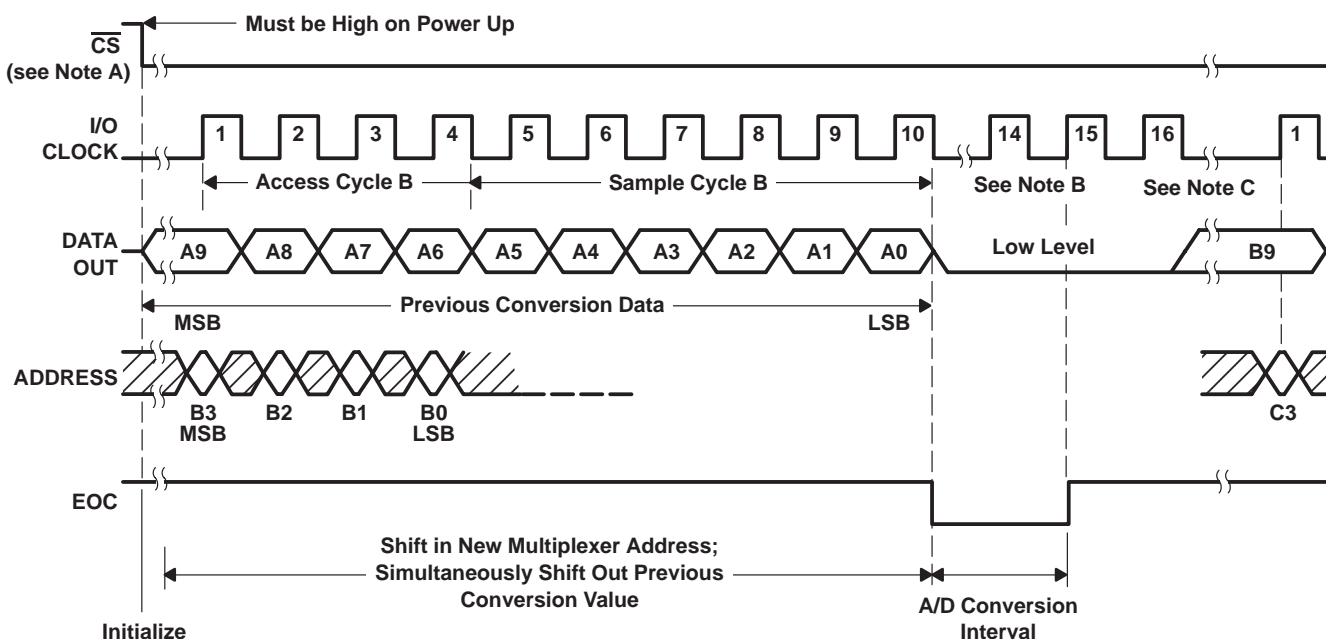 Must be High on Power Up
CS
(see Note A)
I/O
CLOCK
1 2 3 4 5 6 7 8 9 10 14 15 16 1
Access Cycle B
Sample Cycle B
See Note B
See Note C
DATA
OUT
A9 A8 A7 A6 A5 A4 A3 A2 A1 A0
Low Level
B9
Previous Conversion Data
MSB
LSB
ADDRESS
B3 B2 B1 B0
MSB LSB
C3
EOC
Shift in New Multiplexer Address;
Simultaneously Shift Out Previous
Conversion Value
A/D Conversion
Interval
Initialize